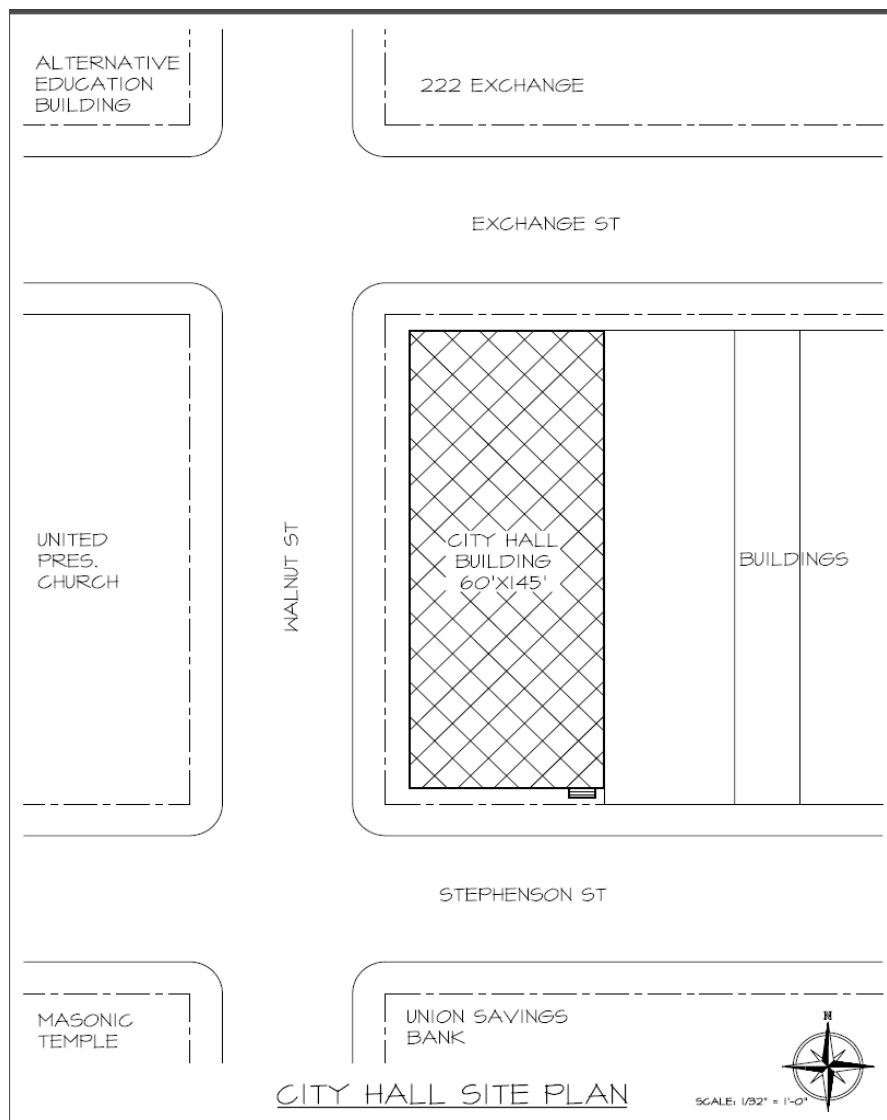 ALTERNATIVE
EDUCATION
BUILDING
222 EXCHANGE
EXCHANGE ST
UNITED
PRES.
CHURCH
WALNUT ST
CITY HALL
BUILDING
60'X145'
BUILDINGS
STEPHENSON ST
MASONIC
TEMPLE
UNION SAVINGS
BANK
N
CITY HALL SITE PLAN
SCALE: 1/32" = 1'-0"